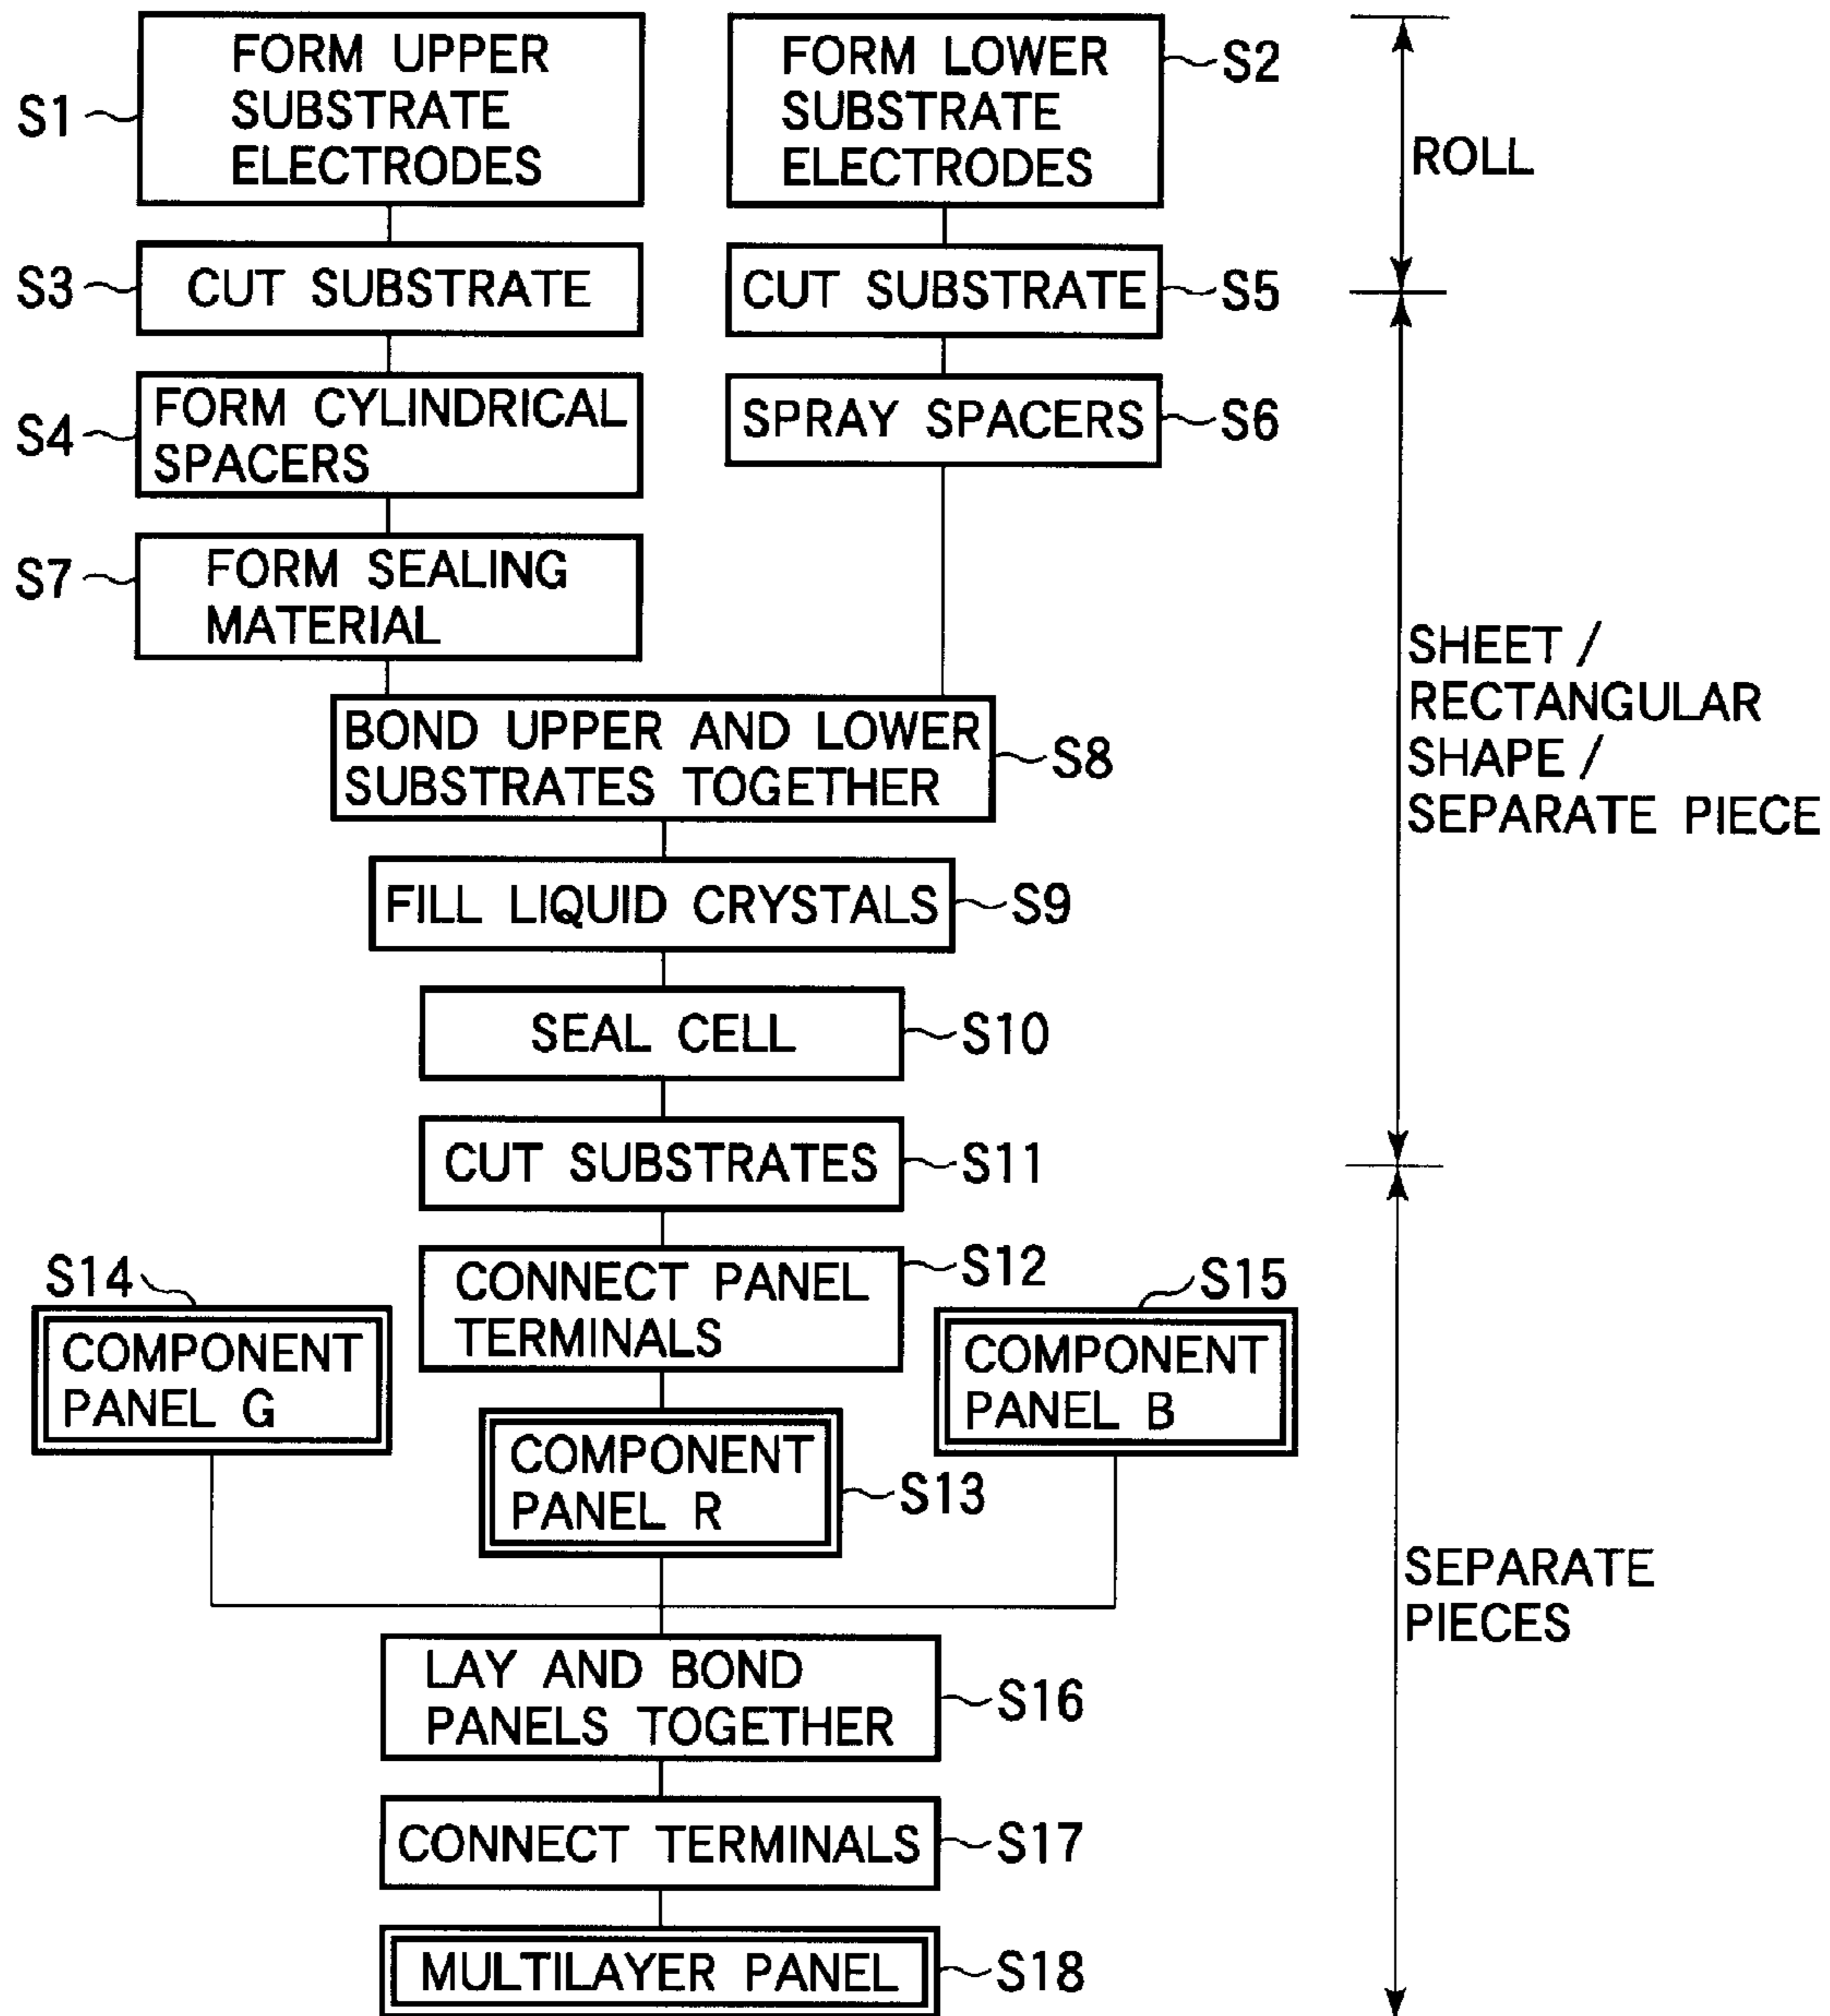 S1
FORM UPPER
SUBSTRATE
ELECTRODES
FORM LOWER
SUBSTRATE
ELECTRODES
S2
ROLL
S3
CUT SUBSTRATE
CUT SUBSTRATE
S5
S4
FORM CYLINDRICAL
SPACERS
SPRAY SPACERS
S6
S7
FORM SEALING
MATERIAL
SHEET /
RECTANGULAR
SHAPE /
SEPARATE PIECE
BOND UPPER AND LOWER
SUBSTRATES TOGETHER
S8
FILL LIQUID CRYSTALS
S9
SEAL CELL
S10
CUT SUBSTRATES
S11
CONNECT PANEL
TERMINALS
S12
S14
COMPONENT
PANEL G
S15
COMPONENT
PANEL B
COMPONENT
PANEL R
S13
SEPARATE
PIECES
LAY AND BOND
PANELS TOGETHER
S16
CONNECT TERMINALS
S17
MULTILAYER PANEL
S18